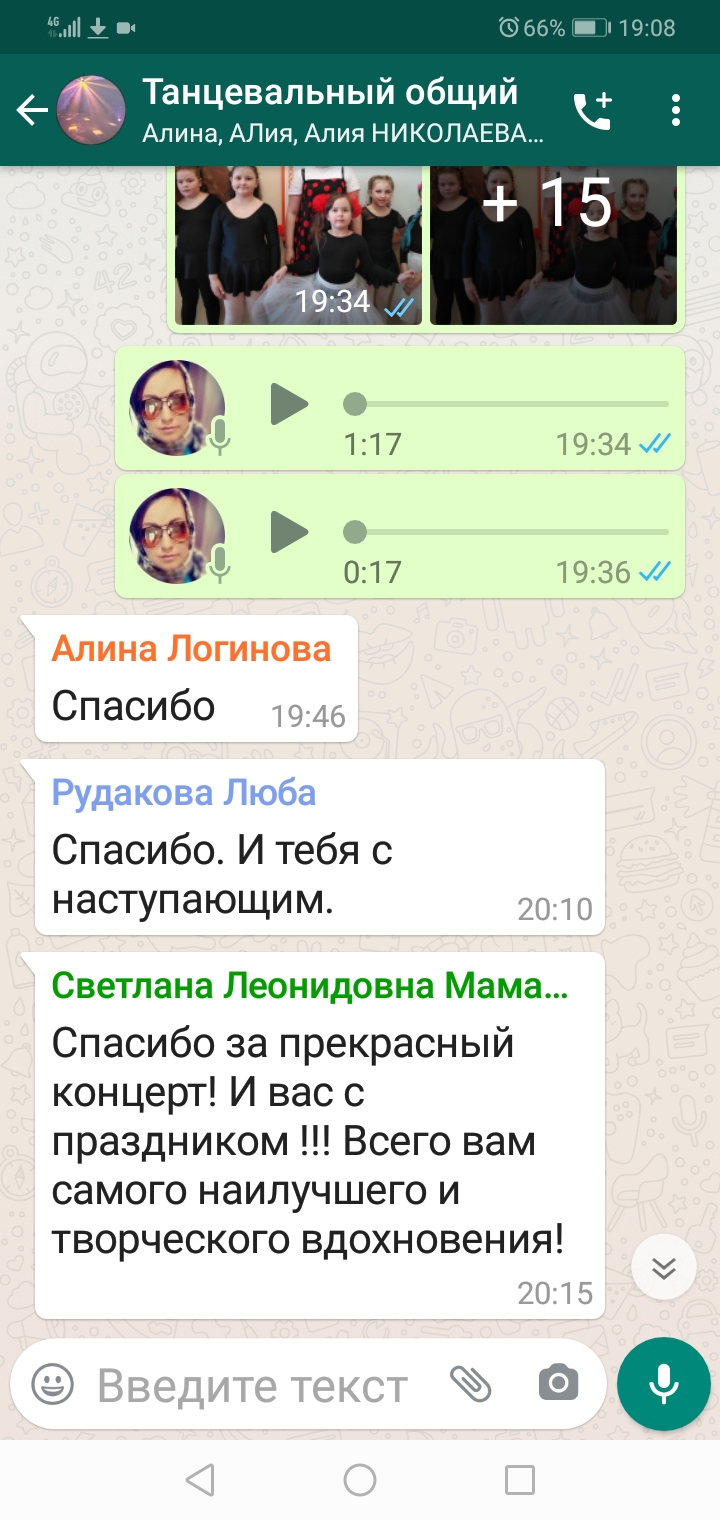 4G 66% 19:08
Танцевальный общий
Алина, АЛия, Алия НИКОЛАЕВА...
+ 15
19:34
1:17 19:34
0:17 19:36
Алина Логинова
Спасибо 19:46
Рудакова Люба
Спасибо. И тебя с
наступающим. 20:10
Светлана Леонидовна Мама...
Спасибо за прекрасный
концерт! И вас с
праздником !!! Всего вам
самого наилучшего и
творческого вдохновения!
20:15
Введите текст